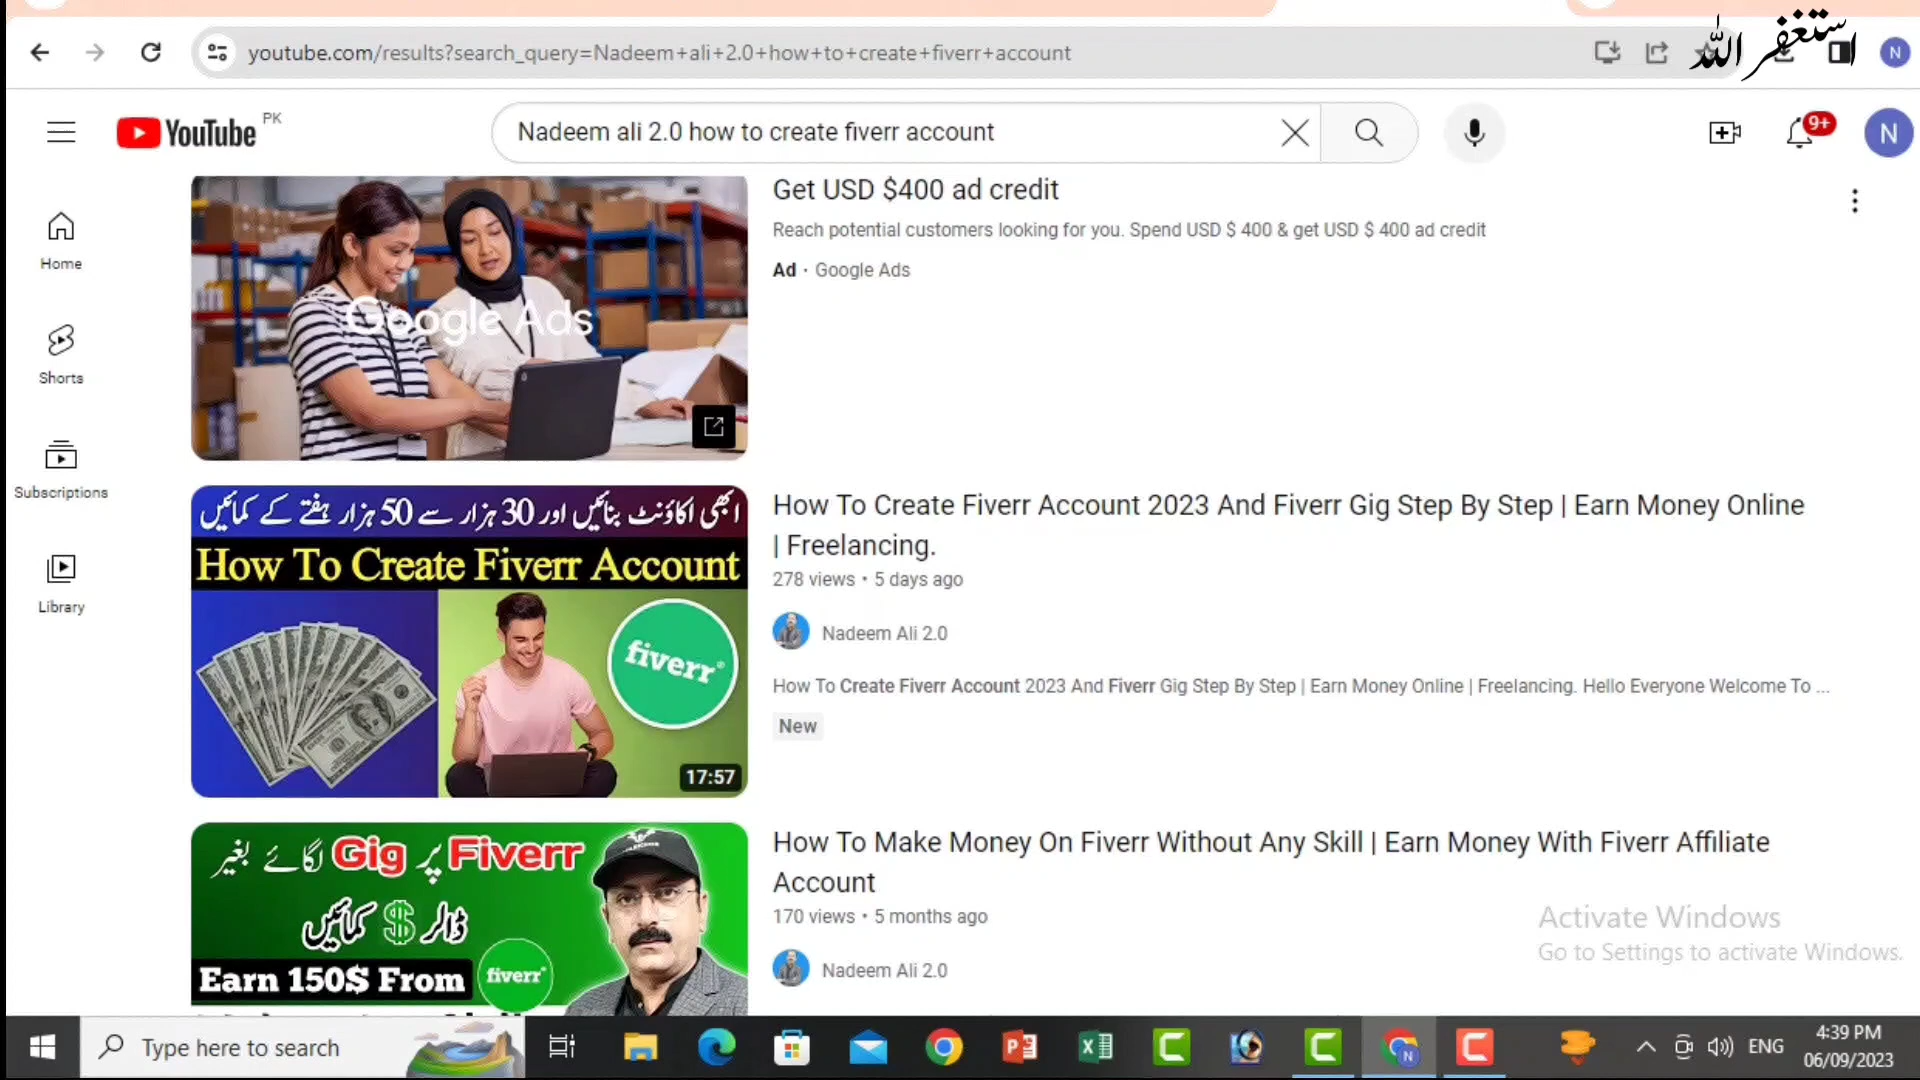 استغفر اللہ
youtube.com/results?search_query=Nadeem+ali+2.0+how+to+create+fiverr+account
N
YouTube PK
Nadeem ali 2.0 how to create fiverr account
9+
N
Home
Shorts
Subscriptions
Library
Google Ads
Get USD $400 ad credit
Reach potential customers looking for you. Spend USD $ 400 & get USD $ 400 ad credit
Ad · Google Ads
ابھی اکاؤنٹ بنائیں اور 30 ہزار سے 50 ہزار ہفتے کے کمائیں
How To Create Fiverr Account
fiverr
17:57
How To Create Fiverr Account 2023 And Fiverr Gig Step By Step | Earn Money Online
| Freelancing.
278 views • 5 days ago
Nadeem Ali 2.0
How To Create Fiverr Account 2023 And Fiverr Gig Step By Step | Earn Money Online | Freelancing. Hello Everyone Welcome To ...
New
Fiverr پر Gig لگائے بغیر
ڈالر $ کمائیں
Earn 150$ From
fiverr
How To Make Money On Fiverr Without Any Skill | Earn Money With Fiverr Affiliate
Account
170 views • 5 months ago
Nadeem Ali 2.0
Activate Windows
Go to Settings to activate Windows.
Type here to search
N
ENG
4:39 PM
06/09/2023